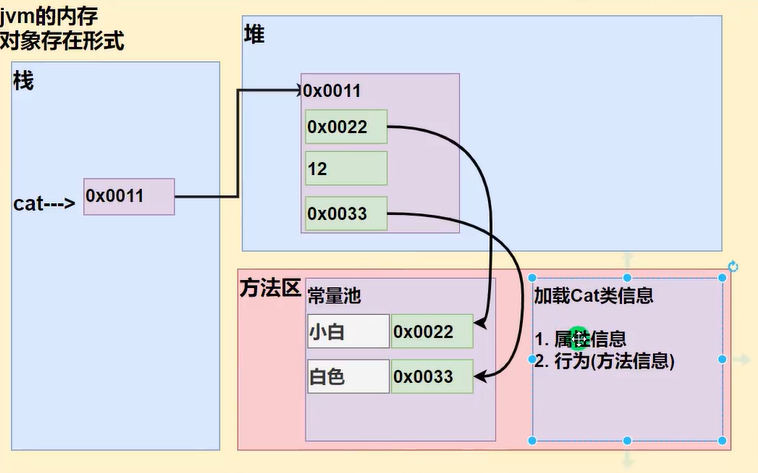 jvm的内存
对象存在形式
栈
cat--->
0x0011
堆
0x0011
0x0022
12
0x0033
方法区
常量池
小白
0x0022
白色
0x0033
加载Cat类信息
1. 属性信息
2. 行为(方法信息)